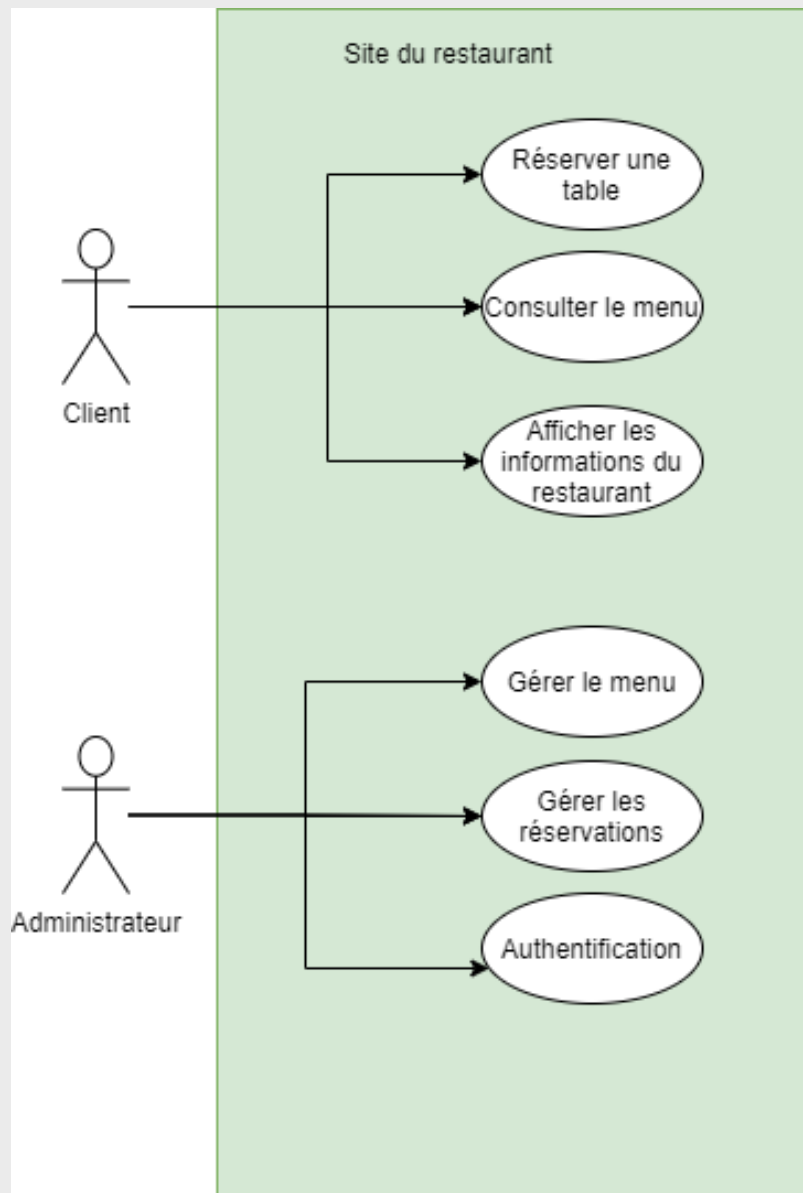 Site du restaurant
Réserver une
table
Consulter le menu
Client
Afficher les
informations du
restaurant
Gérer le menu
Gérer les
réservations
Administrateur
Authentification